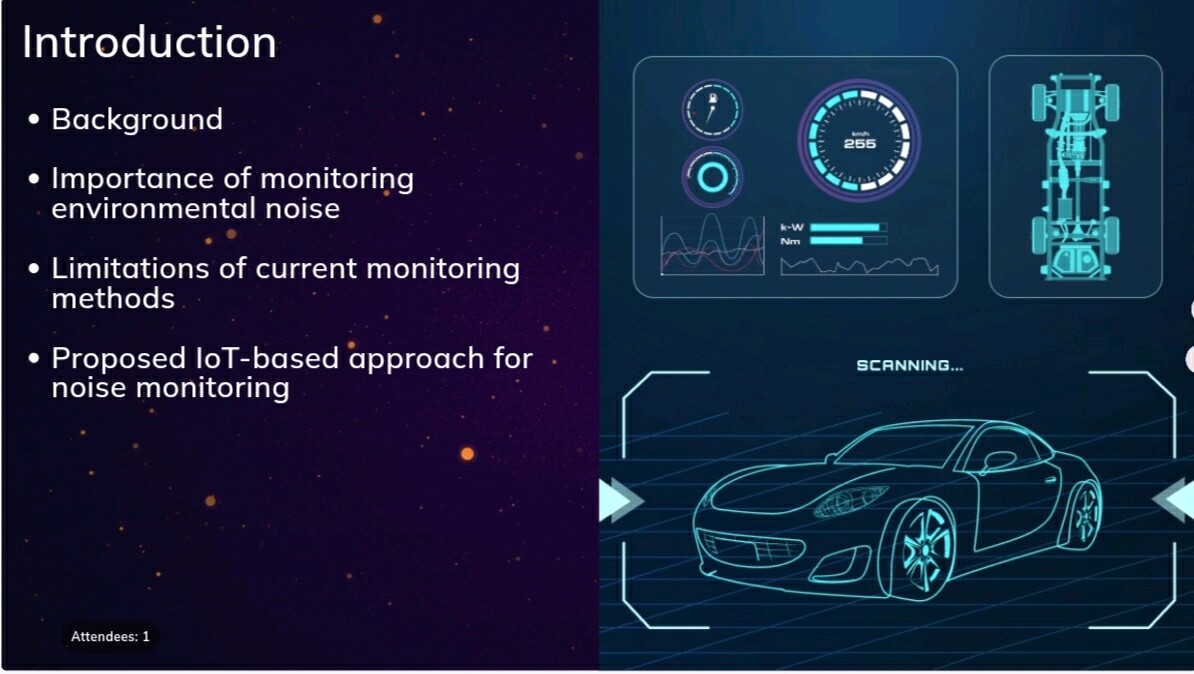 Introduction
• Background
• Importance of monitoring
environmental noise
• Limitations of current monitoring
methods
• Proposed IoT-based approach for
noise monitoring
Attendees: 1
km/h
255
k-W
Nm
SCANNING...